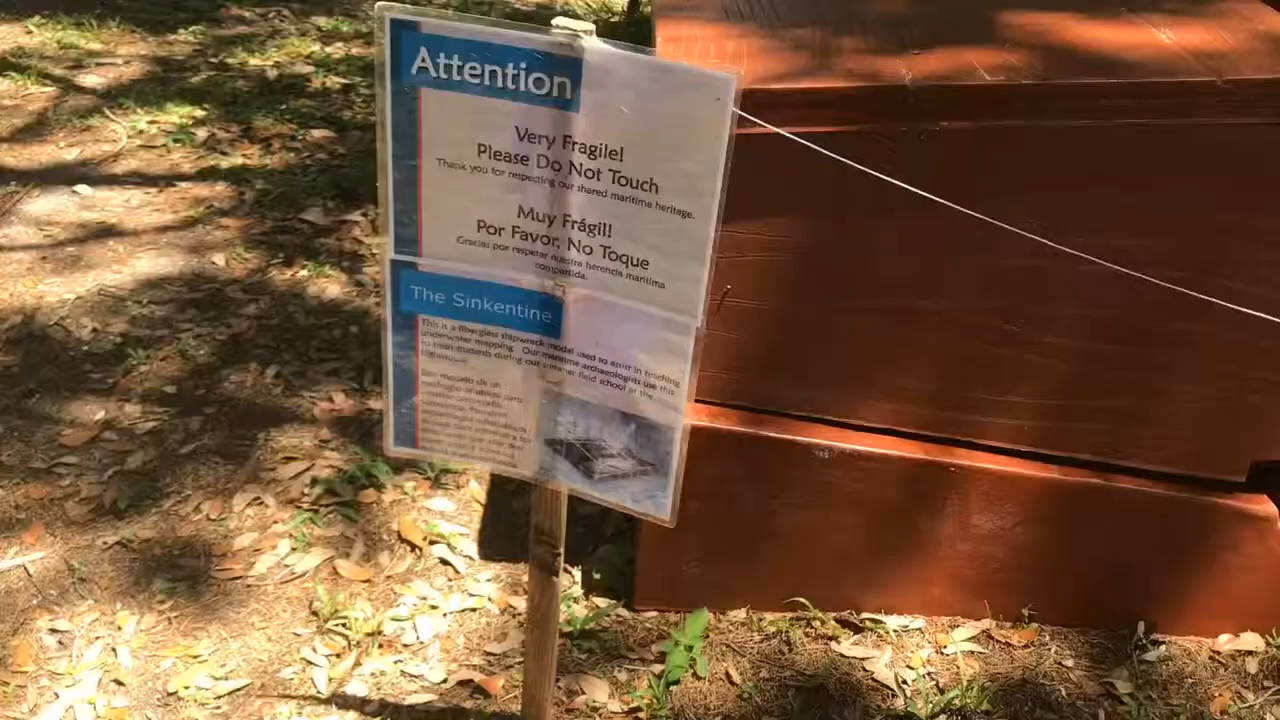 Attention
Very Fragile!
Please Do Not Touch
Thank you for respecting our shared maritime heritage.
Muy Frágil!
Por Favor, No Toque
Gracias por respetar nuestra herencia marítima
compartida.
The Sinkentine
This is a fiberglass shipwreck model used to assist in teaching
underwater mapping. Our maritime archaeologists use this
to train students during our summer field school at the